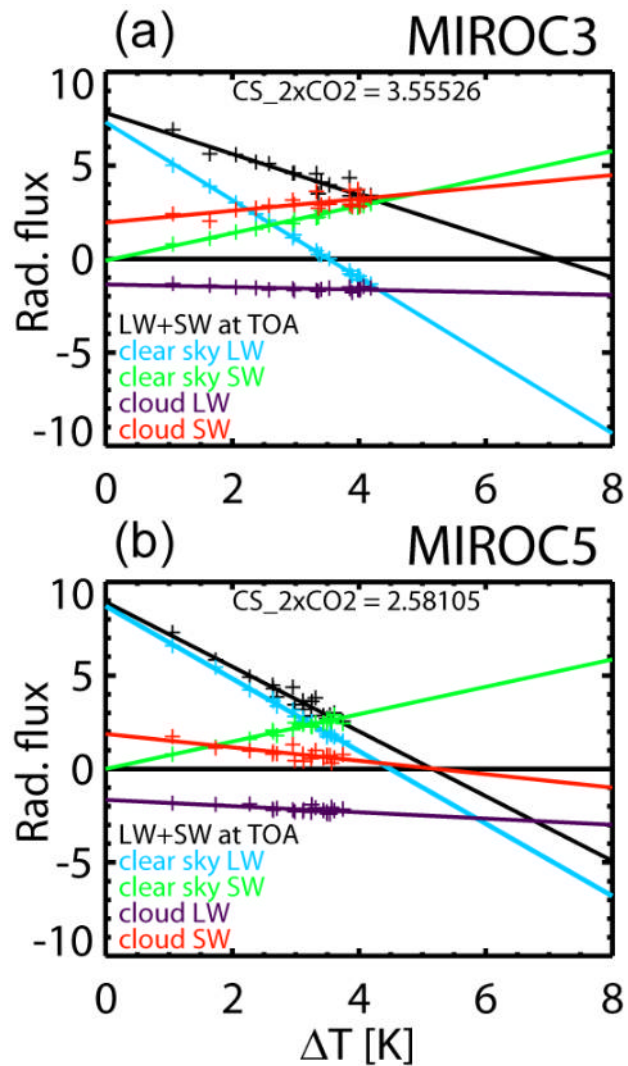 (a) MIROC3
CS_2xCO2 = 3.55526
10
5
0
-5
-10
Rad. flux
LW+SW at TOA
clear sky LW
clear sky SW
cloud LW
cloud SW
0 2 4 6 8
(b) MIROC5
CS_2xCO2 = 2.58105
10
5
0
-5
-10
Rad. flux
LW+SW at TOA
clear sky LW
clear sky SW
cloud LW
cloud SW
0 2 4 6 8
ΔT [K]